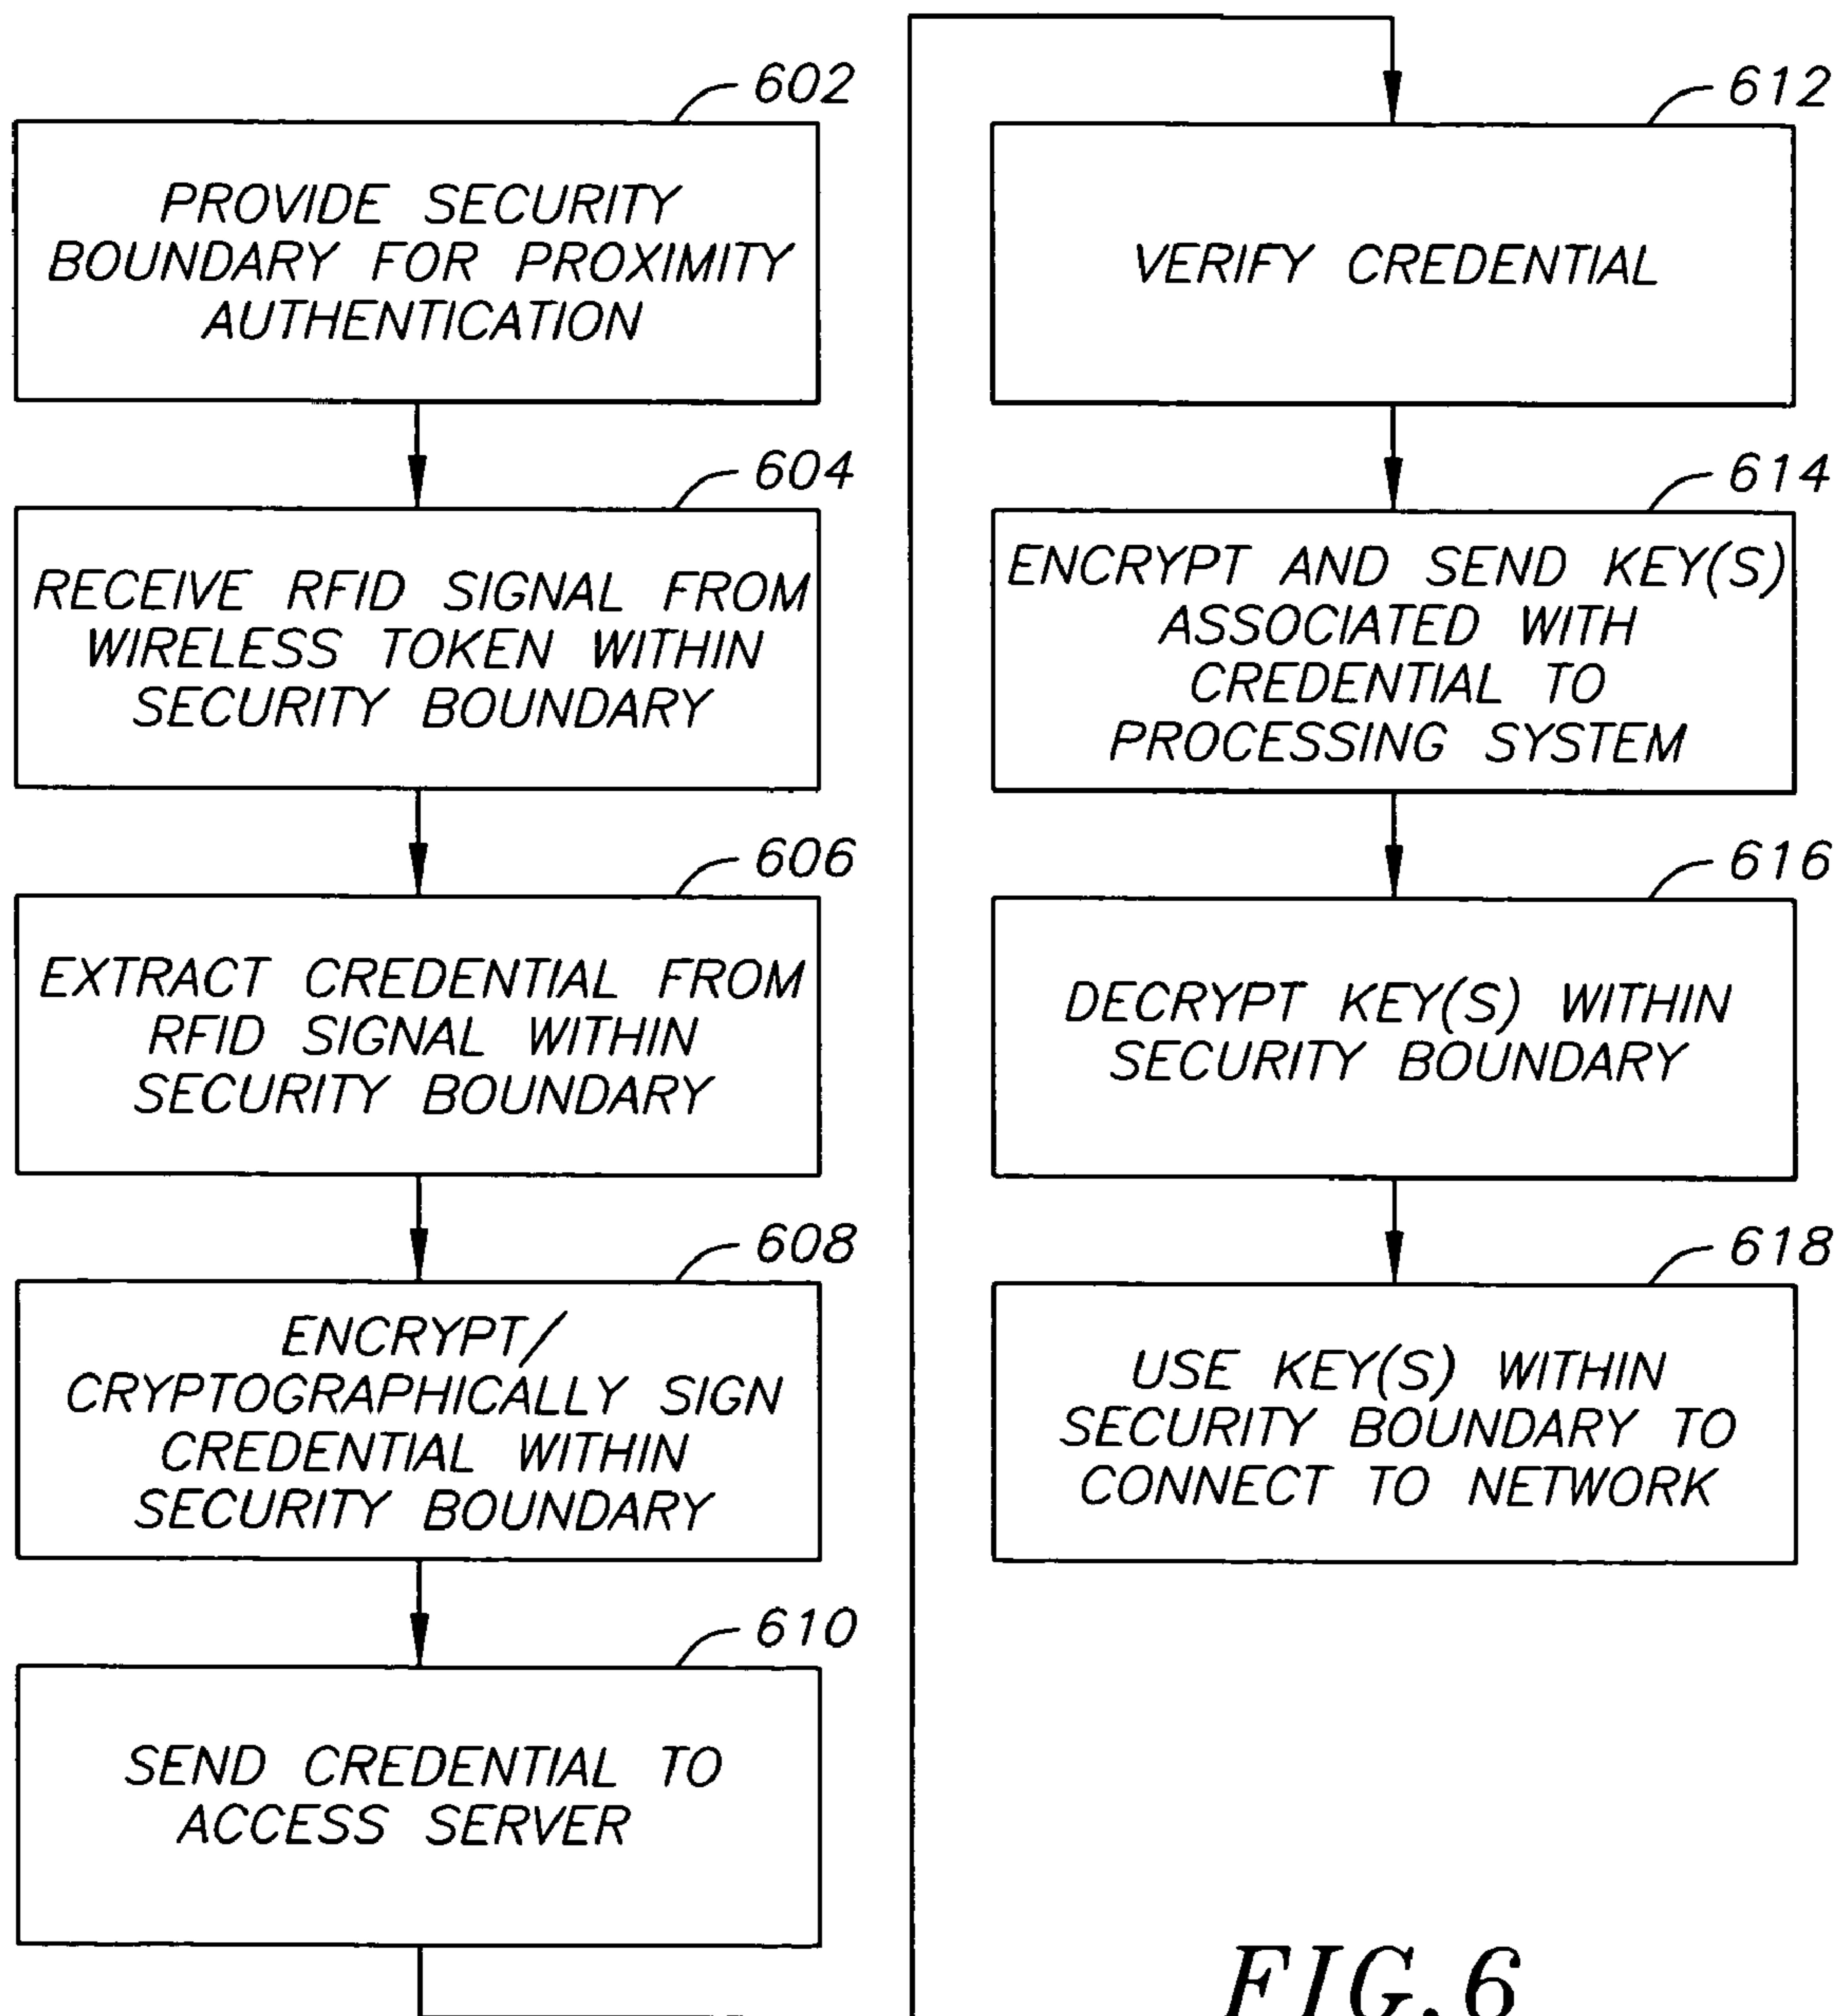 602
PROVIDE SECURITY
BOUNDARY FOR PROXIMITY
AUTHENTICATION
604
RECEIVE RFID SIGNAL FROM
WIRELESS TOKEN WITHIN
SECURITY BOUNDARY
606
EXTRACT CREDENTIAL FROM
RFID SIGNAL WITHIN
SECURITY BOUNDARY
608
ENCRYPT/
CRYPTOGRAPHICALLY SIGN
CREDENTIAL WITHIN
SECURITY BOUNDARY
610
SEND CREDENTIAL TO
ACCESS SERVER
612
VERIFY CREDENTIAL
614
ENCRYPT AND SEND KEY(S)
ASSOCIATED WITH
CREDENTIAL TO
PROCESSING SYSTEM
616
DECRYPT KEY(S) WITHIN
SECURITY BOUNDARY
618
USE KEY(S) WITHIN
SECURITY BOUNDARY TO
CONNECT TO NETWORK
FIG.6